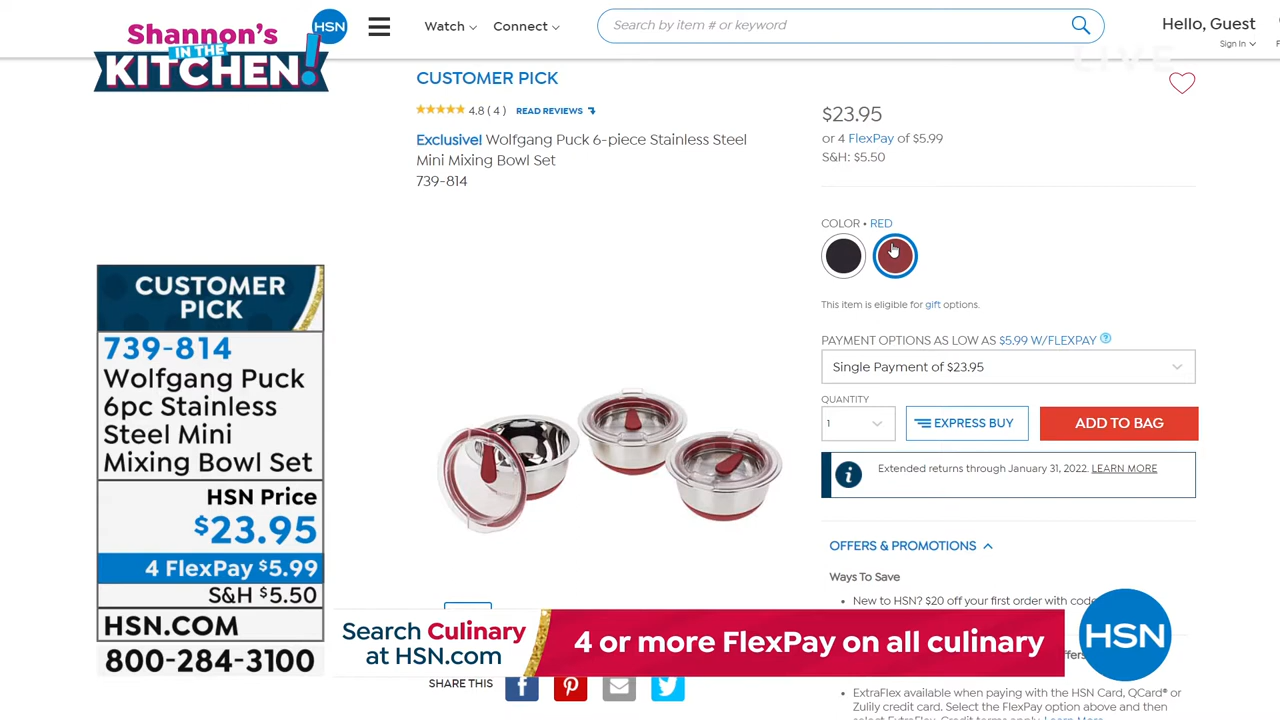 Shannon's
IN THE
KITCHEN!
HSN
Watch
Connect
Search by item # or keyword
Hello, Guest
Sign In
LIVE
CUSTOMER PICK
4.8 ( 4 ) READ REVIEWS
Exclusive! Wolfgang Puck 6-piece Stainless Steel
Mini Mixing Bowl Set
739-814
$23.95
or 4 FlexPay of $5.99
S&H: $5.50
COLOR • RED
This item is eligible for gift options.
PAYMENT OPTIONS AS LOW AS $5.99 W/FLEXPAY ?
Single Payment of $23.95
QUANTITY
1
EXPRESS BUY
ADD TO BAG
i
Extended returns through January 31, 2022. LEARN MORE
OFFERS & PROMOTIONS
Ways To Save
• New to HSN? $20 off your first order with code
• ExtraFlex available when paying with the HSN Card, QCard® or
Zulily credit card. Select the FlexPay option above and then
select ExtraFlex. Credit terms apply. Learn More
CUSTOMER
PICK
739-814
Wolfgang Puck
6pc Stainless
Steel Mini
Mixing Bowl Set
HSN Price
$23.95
4 FlexPay $5.99
S&H $5.50
HSN.COM
800-284-3100
Search Culinary
at HSN.com
4 or more FlexPay on all culinary
HSN
SHARE THIS